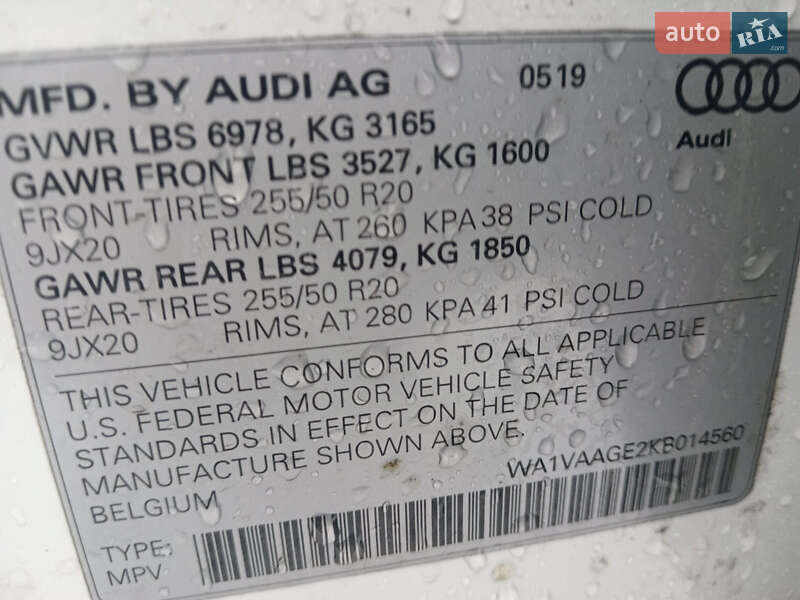 auto RIA.com
MFD. BY AUDI AG 0519
GVWR LBS 6978, KG 3165
Audi
GAWR FRONT LBS 3527, KG 1600
FRONT-TIRES 255/50 R20
9JX20 RIMS, AT 260 KPA 38 PSI COLD
GAWR REAR LBS 4079, KG 1850
REAR-TIRES 255/50 R20
9JX20 RIMS, AT 280 KPA 41 PSI COLD
THIS VEHICLE CONFORMS TO ALL APPLICABLE
U.S. FEDERAL MOTOR VEHICLE SAFETY
STANDARDS IN EFFECT ON THE DATE OF
MANUFACTURE SHOWN ABOVE.
BELGIUM
WA1VAAGE2KB014560
TYPE:
MPV